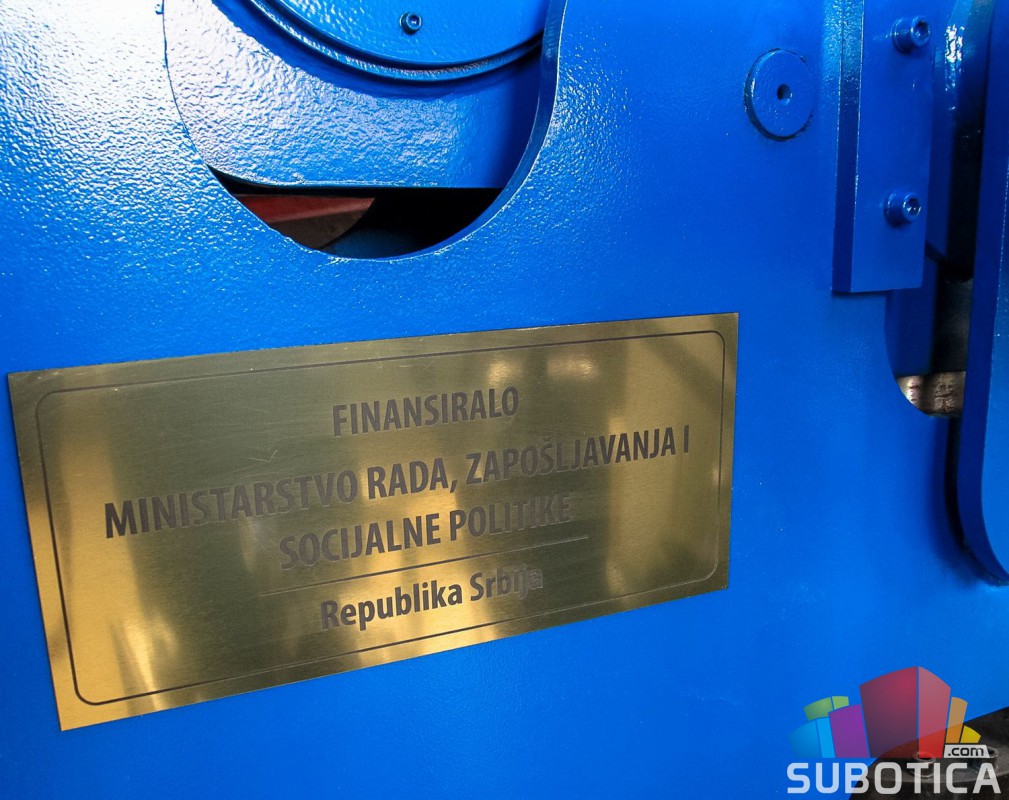 FINANSIRALO
MINISTARSTVO RADA, ZAPOŠLJAVANJA I
SOCIJALNE POLITIKE
Republika Srbija
.com
SUBOTICA